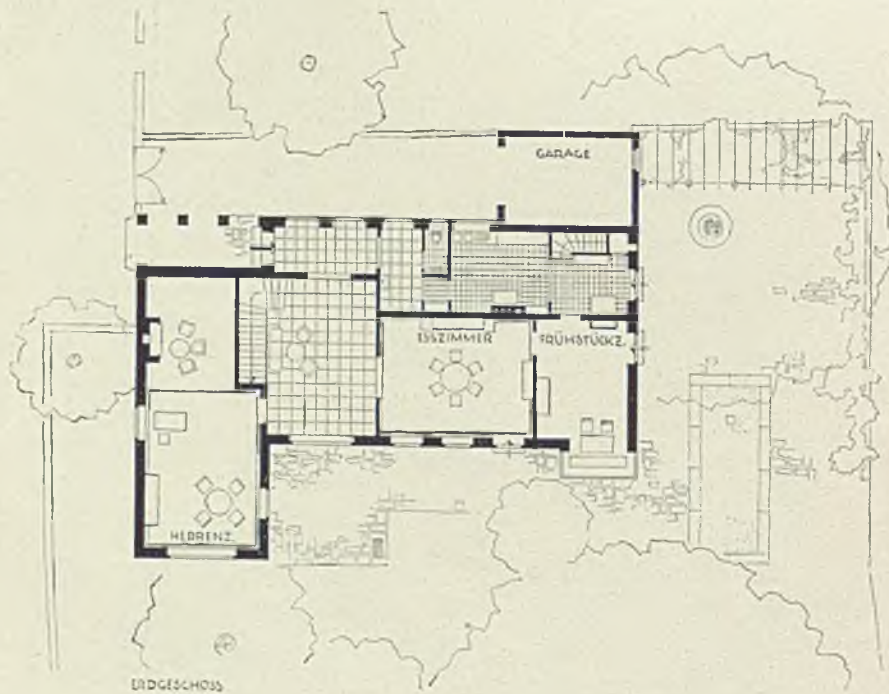 GARAGE
ESSZIMMER
FRÜHSTÜCKZ.
HERRENZ.
ERDGESCHOSS